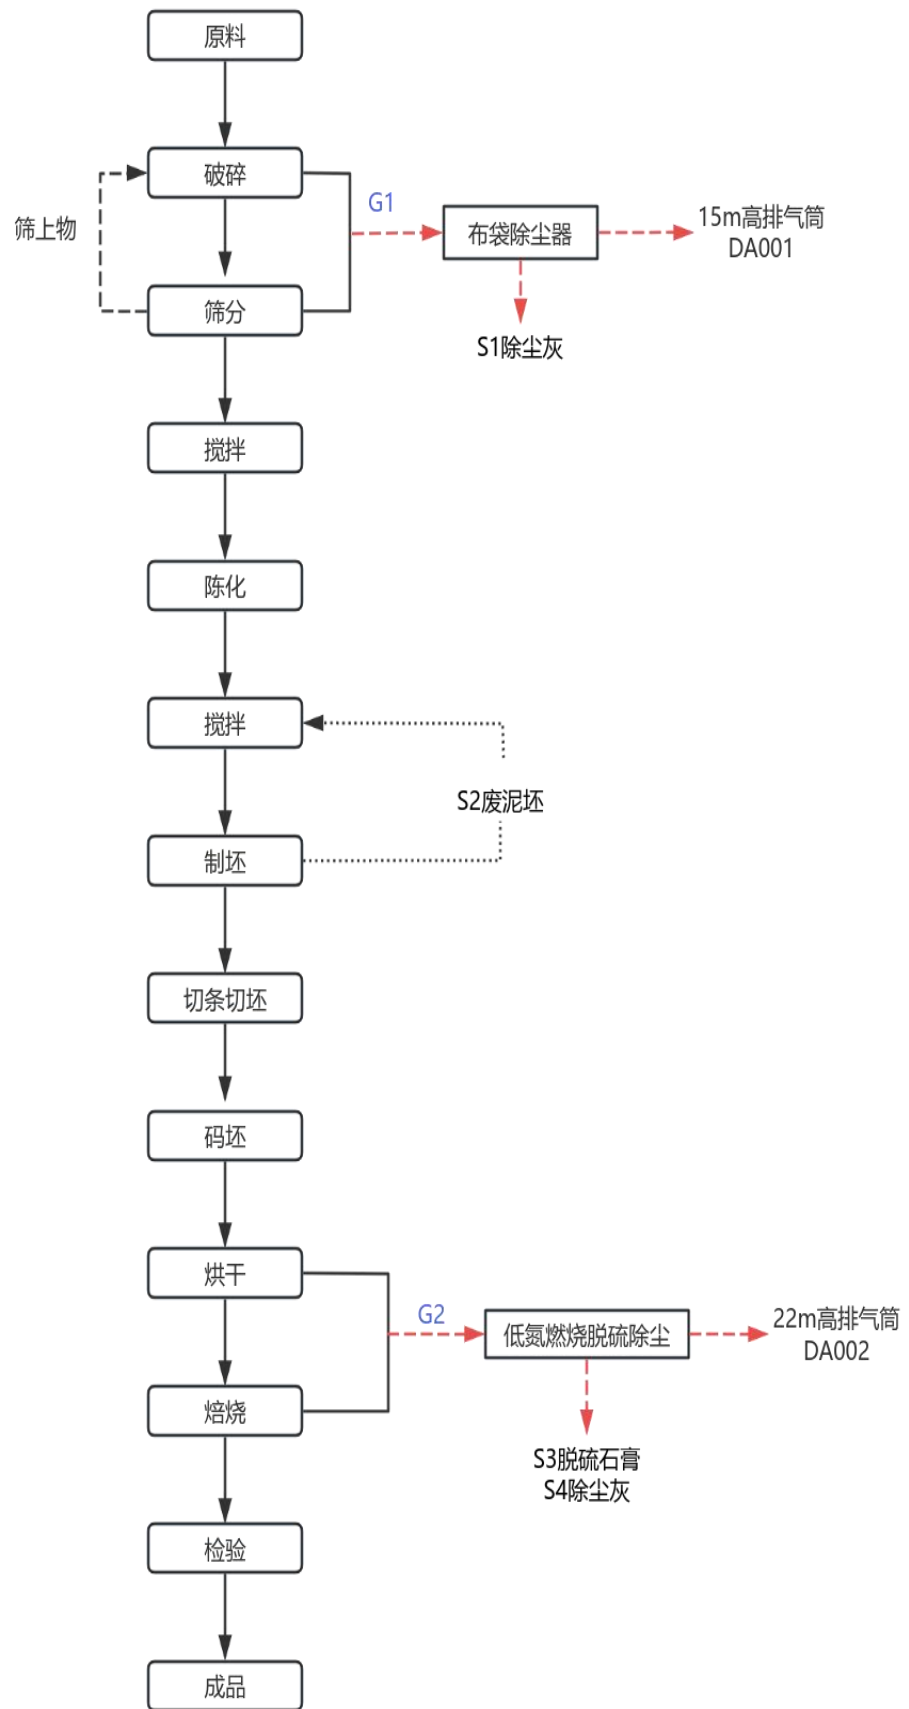 原料
破碎
筛上物
G1
布袋除尘器
15m高排气筒
DA001
筛分
S1除尘灰
搅拌
陈化
搅拌
S2废泥坯
制坯
切条切坯
码坯
烘干
G2
低氮燃烧脱硫除尘
22m高排气筒
DA002
焙烧
S3脱硫石膏
S4除尘灰
检验
成品